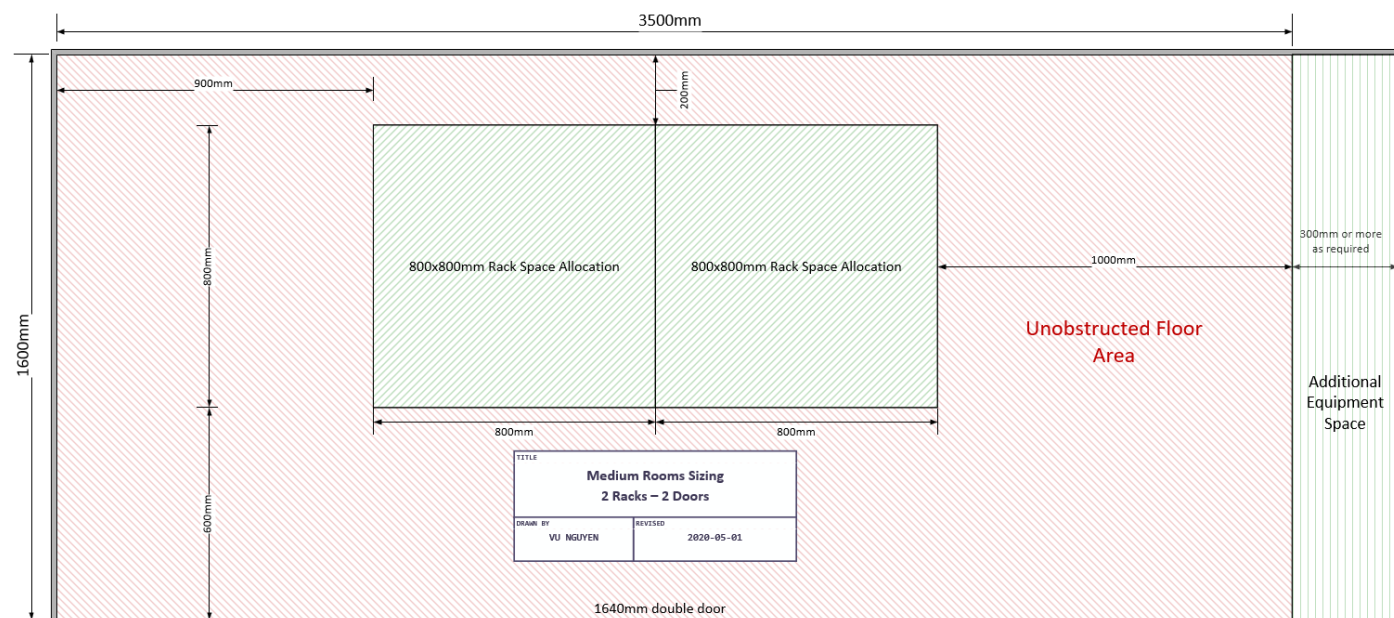 3500mm
900mm
200mm
800mm
800x800mm Rack Space Allocation
800x800mm Rack Space Allocation
1000mm
300mm or more
as required
1600mm
Unobstructed Floor
Area
Additional
Equipment
Space
800mm
800mm
600mm
TITLE
Medium Rooms Sizing
2 Racks – 2 Doors
DRAWN BY
VU NGUYEN
REVISED
2020-05-01
1640mm double door